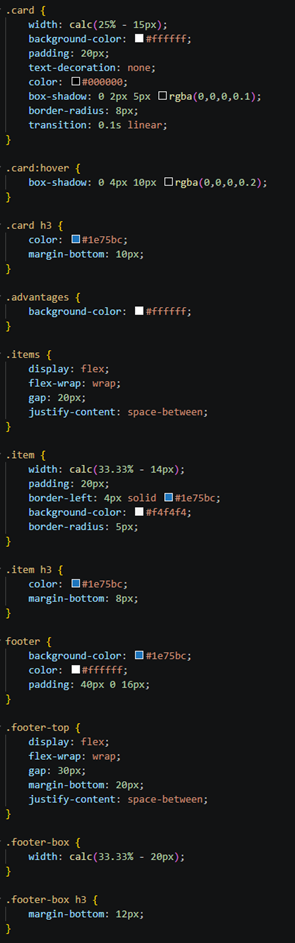 .card {
    width: calc(25% - 15px);
    background-color: #ffffff;
    padding: 20px;
    text-decoration: none;
    color: #000000;
    box-shadow: 0 2px 5px rgba(0,0,0,0.1);
    border-radius: 8px;
    transition: 0.1s linear;
}

.card:hover {
    box-shadow: 0 4px 10px rgba(0,0,0,0.2);
}

.card h3 {
    color: #1e75bc;
    margin-bottom: 10px;
}

.advantages {
    background-color: #ffffff;
}

.items {
    display: flex;
    flex-wrap: wrap;
    gap: 20px;
    justify-content: space-between;
}

.item {
    width: calc(33.33% - 14px);
    padding: 20px;
    border-left: 4px solid #1e75bc;
    background-color: #f4f4f4;
    border-radius: 5px;
}

.item h3 {
    color: #1e75bc;
    margin-bottom: 8px;
}

footer {
    background-color: #1e75bc;
    color: #ffffff;
    padding: 40px 0 16px;
}

.footer-top {
    display: flex;
    flex-wrap: wrap;
    gap: 30px;
    margin-bottom: 20px;
    justify-content: space-between;
}

.footer-box {
    width: calc(33.33% - 20px);
}

.footer-box h3 {
    margin-bottom: 12px;
}